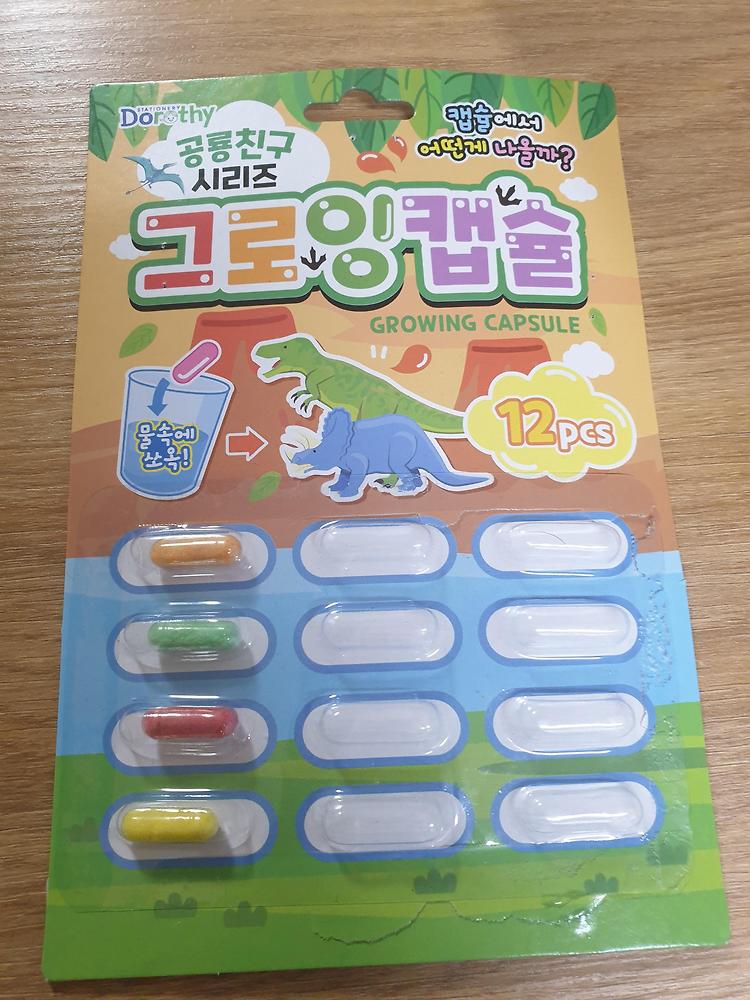 STATIONERY
Dorothy
공룡친구
시리즈
캡슐에서
어떤게 나올까?
그로잉캡슐
GROWING CAPSULE
물속에
쏘옥!
12pcs